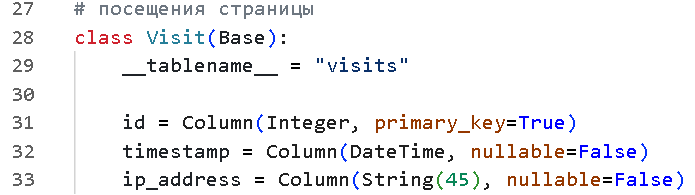 27 # посещения страницы
28 class Visit(Base):
29     __tablename__ = "visits"
30
31     id = Column(Integer, primary_key=True)
32     timestamp = Column(DateTime, nullable=False)
33     ip_address = Column(String(45), nullable=False)